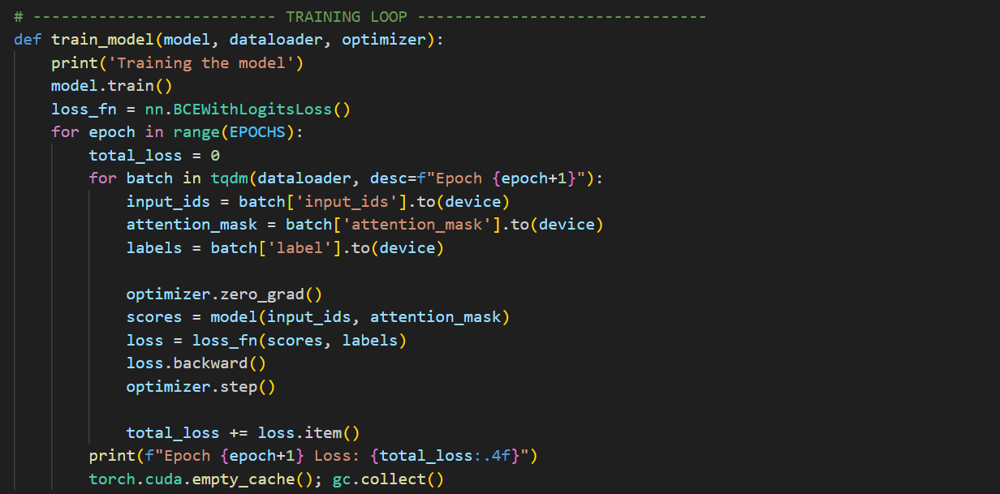 # -------------------------- TRAINING LOOP -------------------------------
def train_model(model, dataloader, optimizer):
    print('Training the model')
    model.train()
    loss_fn = nn.BCEWithLogitsLoss()
    for epoch in range(EPOCHS):
        total_loss = 0
        for batch in tqdm(dataloader, desc=f"Epoch {epoch+1}"):
            input_ids = batch['input_ids'].to(device)
            attention_mask = batch['attention_mask'].to(device)
            labels = batch['label'].to(device)

            optimizer.zero_grad()
            scores = model(input_ids, attention_mask)
            loss = loss_fn(scores, labels)
            loss.backward()
            optimizer.step()

            total_loss += loss.item()
        print(f"Epoch {epoch+1} Loss: {total_loss:.4f}")
        torch.cuda.empty_cache(); gc.collect()